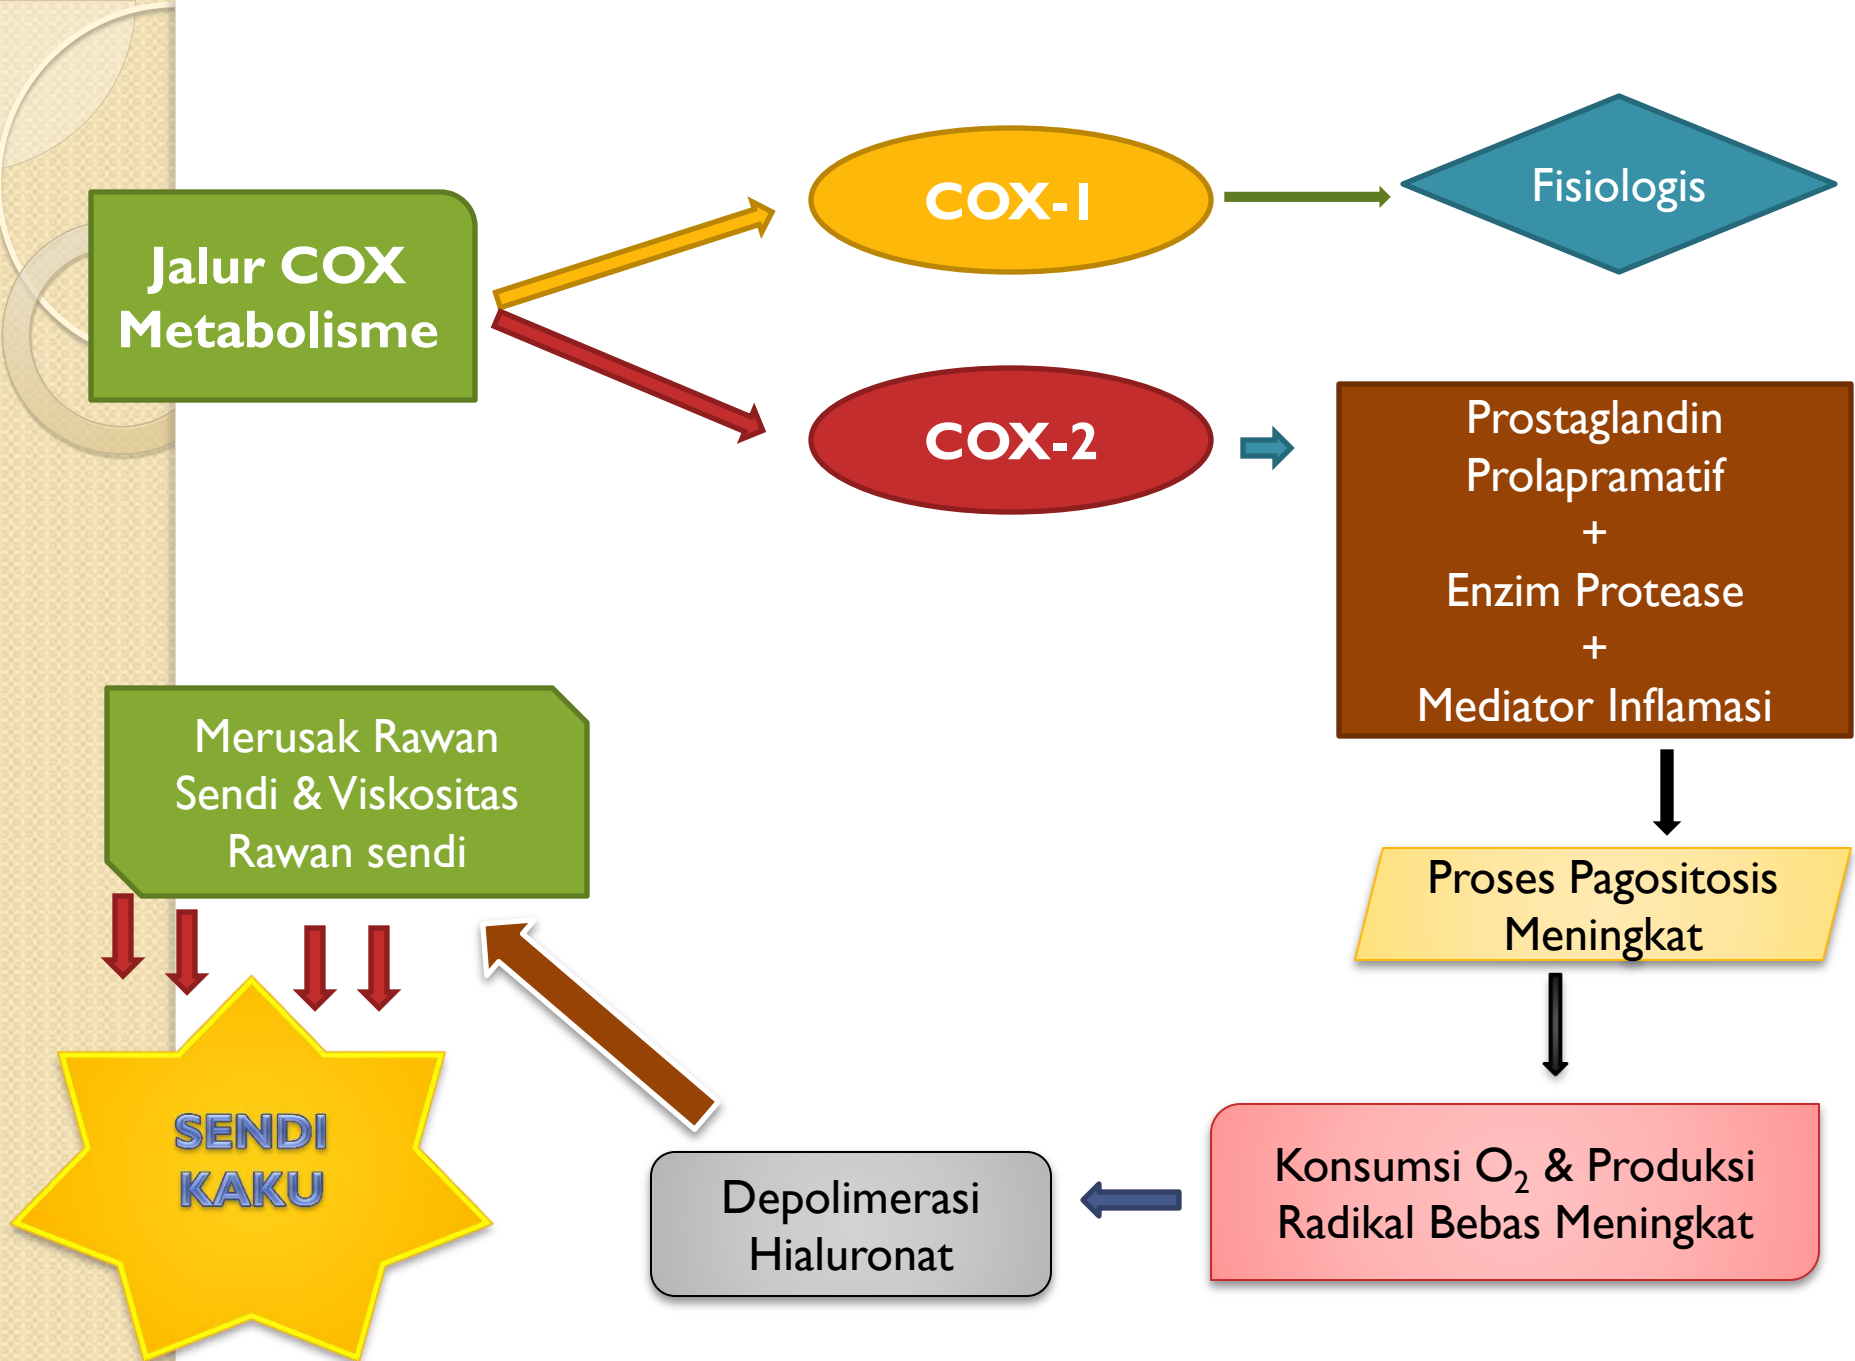 Jalur COX
Metabolisme
COX-1
Fisiologis
COX-2
Prostaglandin
Prolapramatif
+
Enzim Protease
+
Mediator Inflamasi
Proses Pagositosis
Meningkat
Konsumsi O₂ & Produksi
Radikal Bebas Meningkat
Depolimerasi
Hialuronat
Merusak Rawan
Sendi & Viskositas
Rawan sendi
SENDI
KAKU